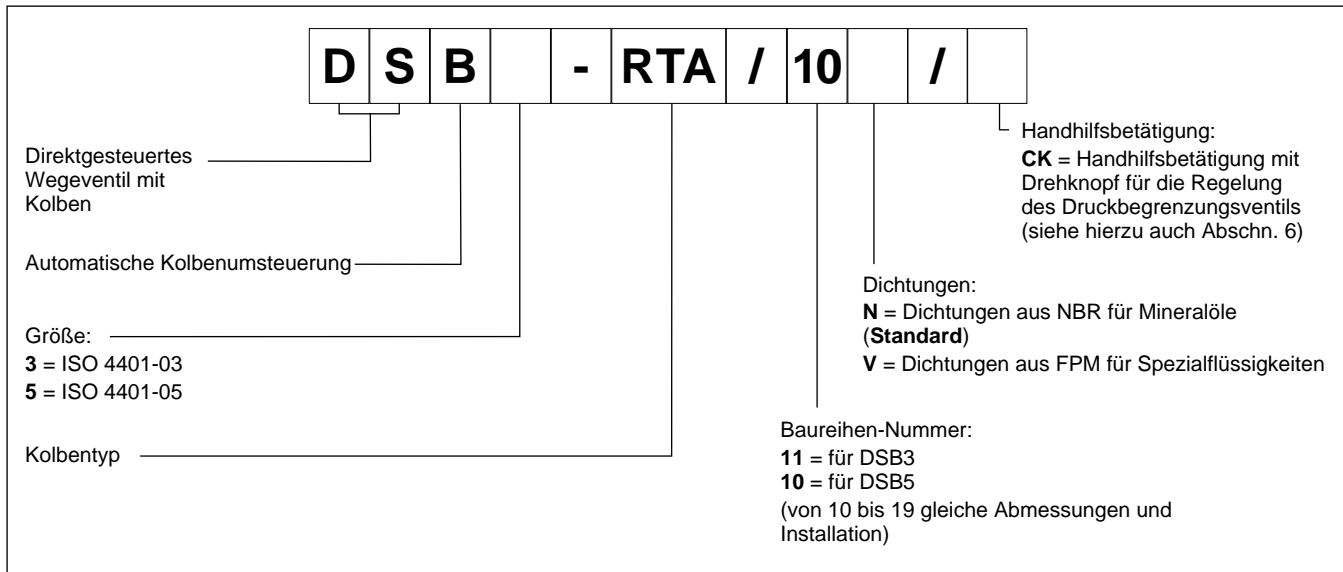 D S B - RTA / 10 /
Direktgesteuertes
Wegeventil mit
Kolben
Automatische Kolbenumsteuerung
Größe:
3 = ISO 4401-03
5 = ISO 4401-05
Kolbentyp
Handhilfsbetätigung:
CK = Handhilfsbetätigung mit
Drehknopf für die Regelung
des Druckbegrenzungsventils
(siehe hierzu auch Abschn. 6)
Dichtungen:
N = Dichtungen aus NBR für Mineralöle
(Standard)
V = Dichtungen aus FPM für Spezialflüssigkeiten
Baureihen-Nummer:
11 = für DSB3
10 = für DSB5
(von 10 bis 19 gleiche Abmessungen und
Installation)